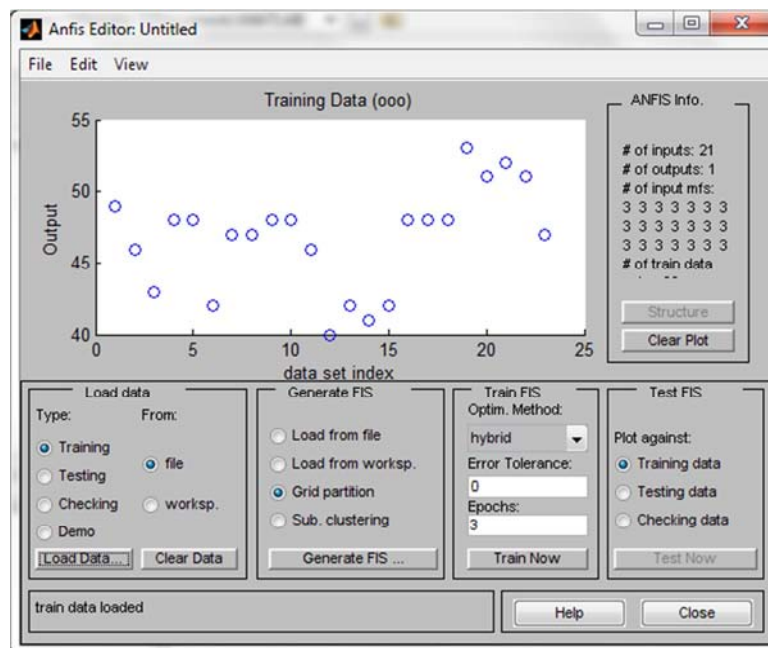 Anfis Editor: Untitled
File Edit View
Training Data (ooo)
55
50
45
40
Output
0 5 10 15 20 25
data set index
ANFIS Info.
# of inputs: 21
# of outputs: 1
# of input mfs:
3 3 3 3 3 3 3
3 3 3 3 3 3 3
3 3 3 3 3 3 3
# of train data
Structure
Clear Plot
Load data
Type: From:
Training
Testing
Checking
Demo
file
worksp.
Load Data...
Clear Data
Generate FIS
Load from file
Load from worksp.
Grid partition
Sub. clustering
Generate FIS ...
Train FIS
Optim. Method:
hybrid
Error Tolerance:
0
Epochs:
3
Train Now
Test FIS
Plot against:
Training data
Testing data
Checking data
Test Now
train data loaded
Help
Close